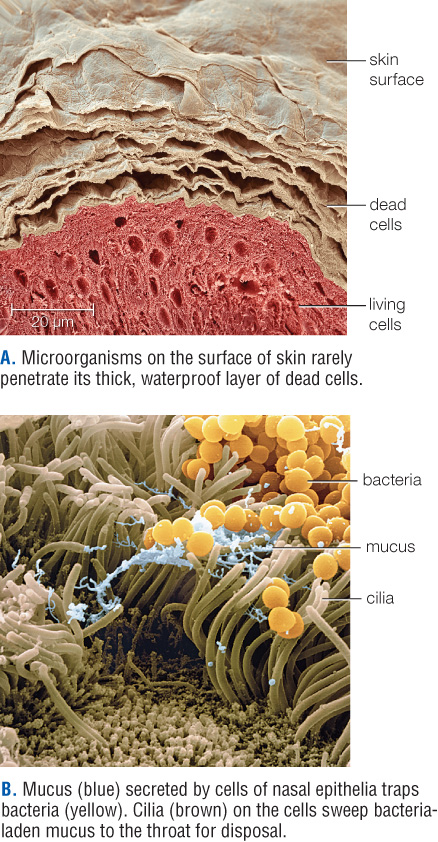 skin
surface
dead
cells
living
cells
20 µm
A. Microorganisms on the surface of skin rarely
penetrate its thick, waterproof layer of dead cells.
bacteria
mucus
cilia
B. Mucus (blue) secreted by cells of nasal epithelia traps
bacteria (yellow). Cilia (brown) on the cells sweep bacteria-
laden mucus to the throat for disposal.